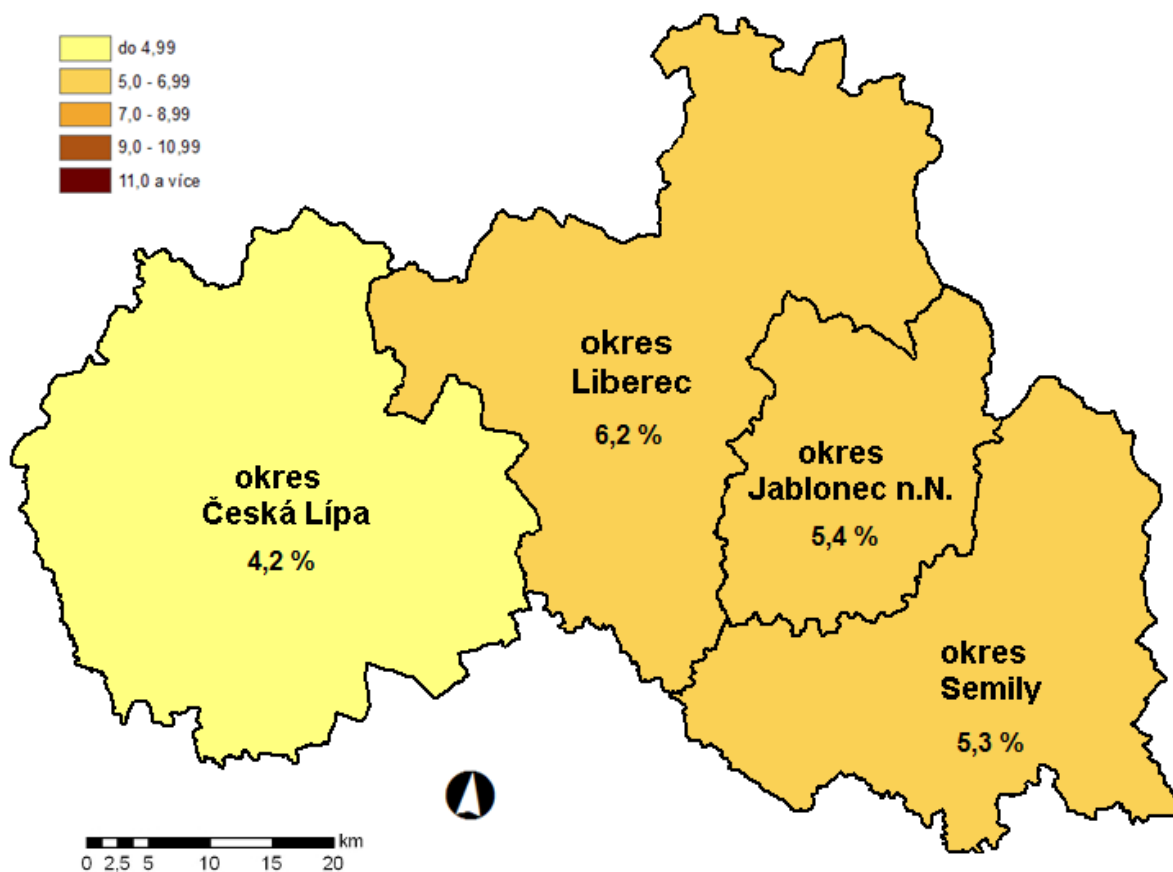 do 4,99
5,0 - 6,99
7,0 - 8,99
9,0 - 10,99
11,0 a více
okres
Liberec
6,2 %
okres
Jablonec n.N.
5,4 %
okres
Česká Lípa
4,2 %
okres
Semily
5,3 %
km
0 2,5 5 10 15 20